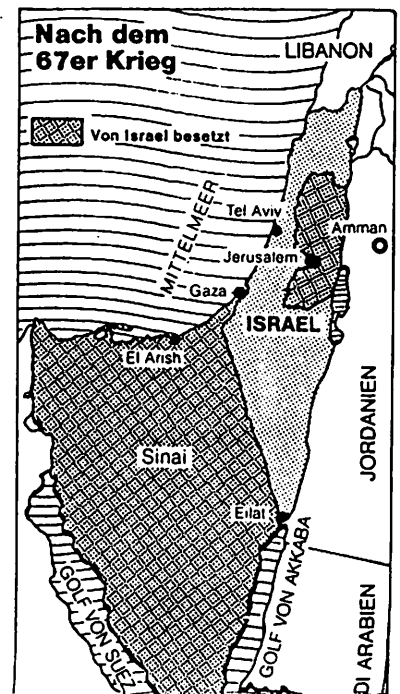 Nach dem
67er Krieg
LIBANON
Von Israel besetzt
MITTELMEER
Tel Aviv
Amman
Jerusalem
Gaza
ISRAEL
El Arish
JORDANIEN
Sinai
Eilat
GOLF VON AKKABA
GOLF VON SUEZ
DI ARABIEN